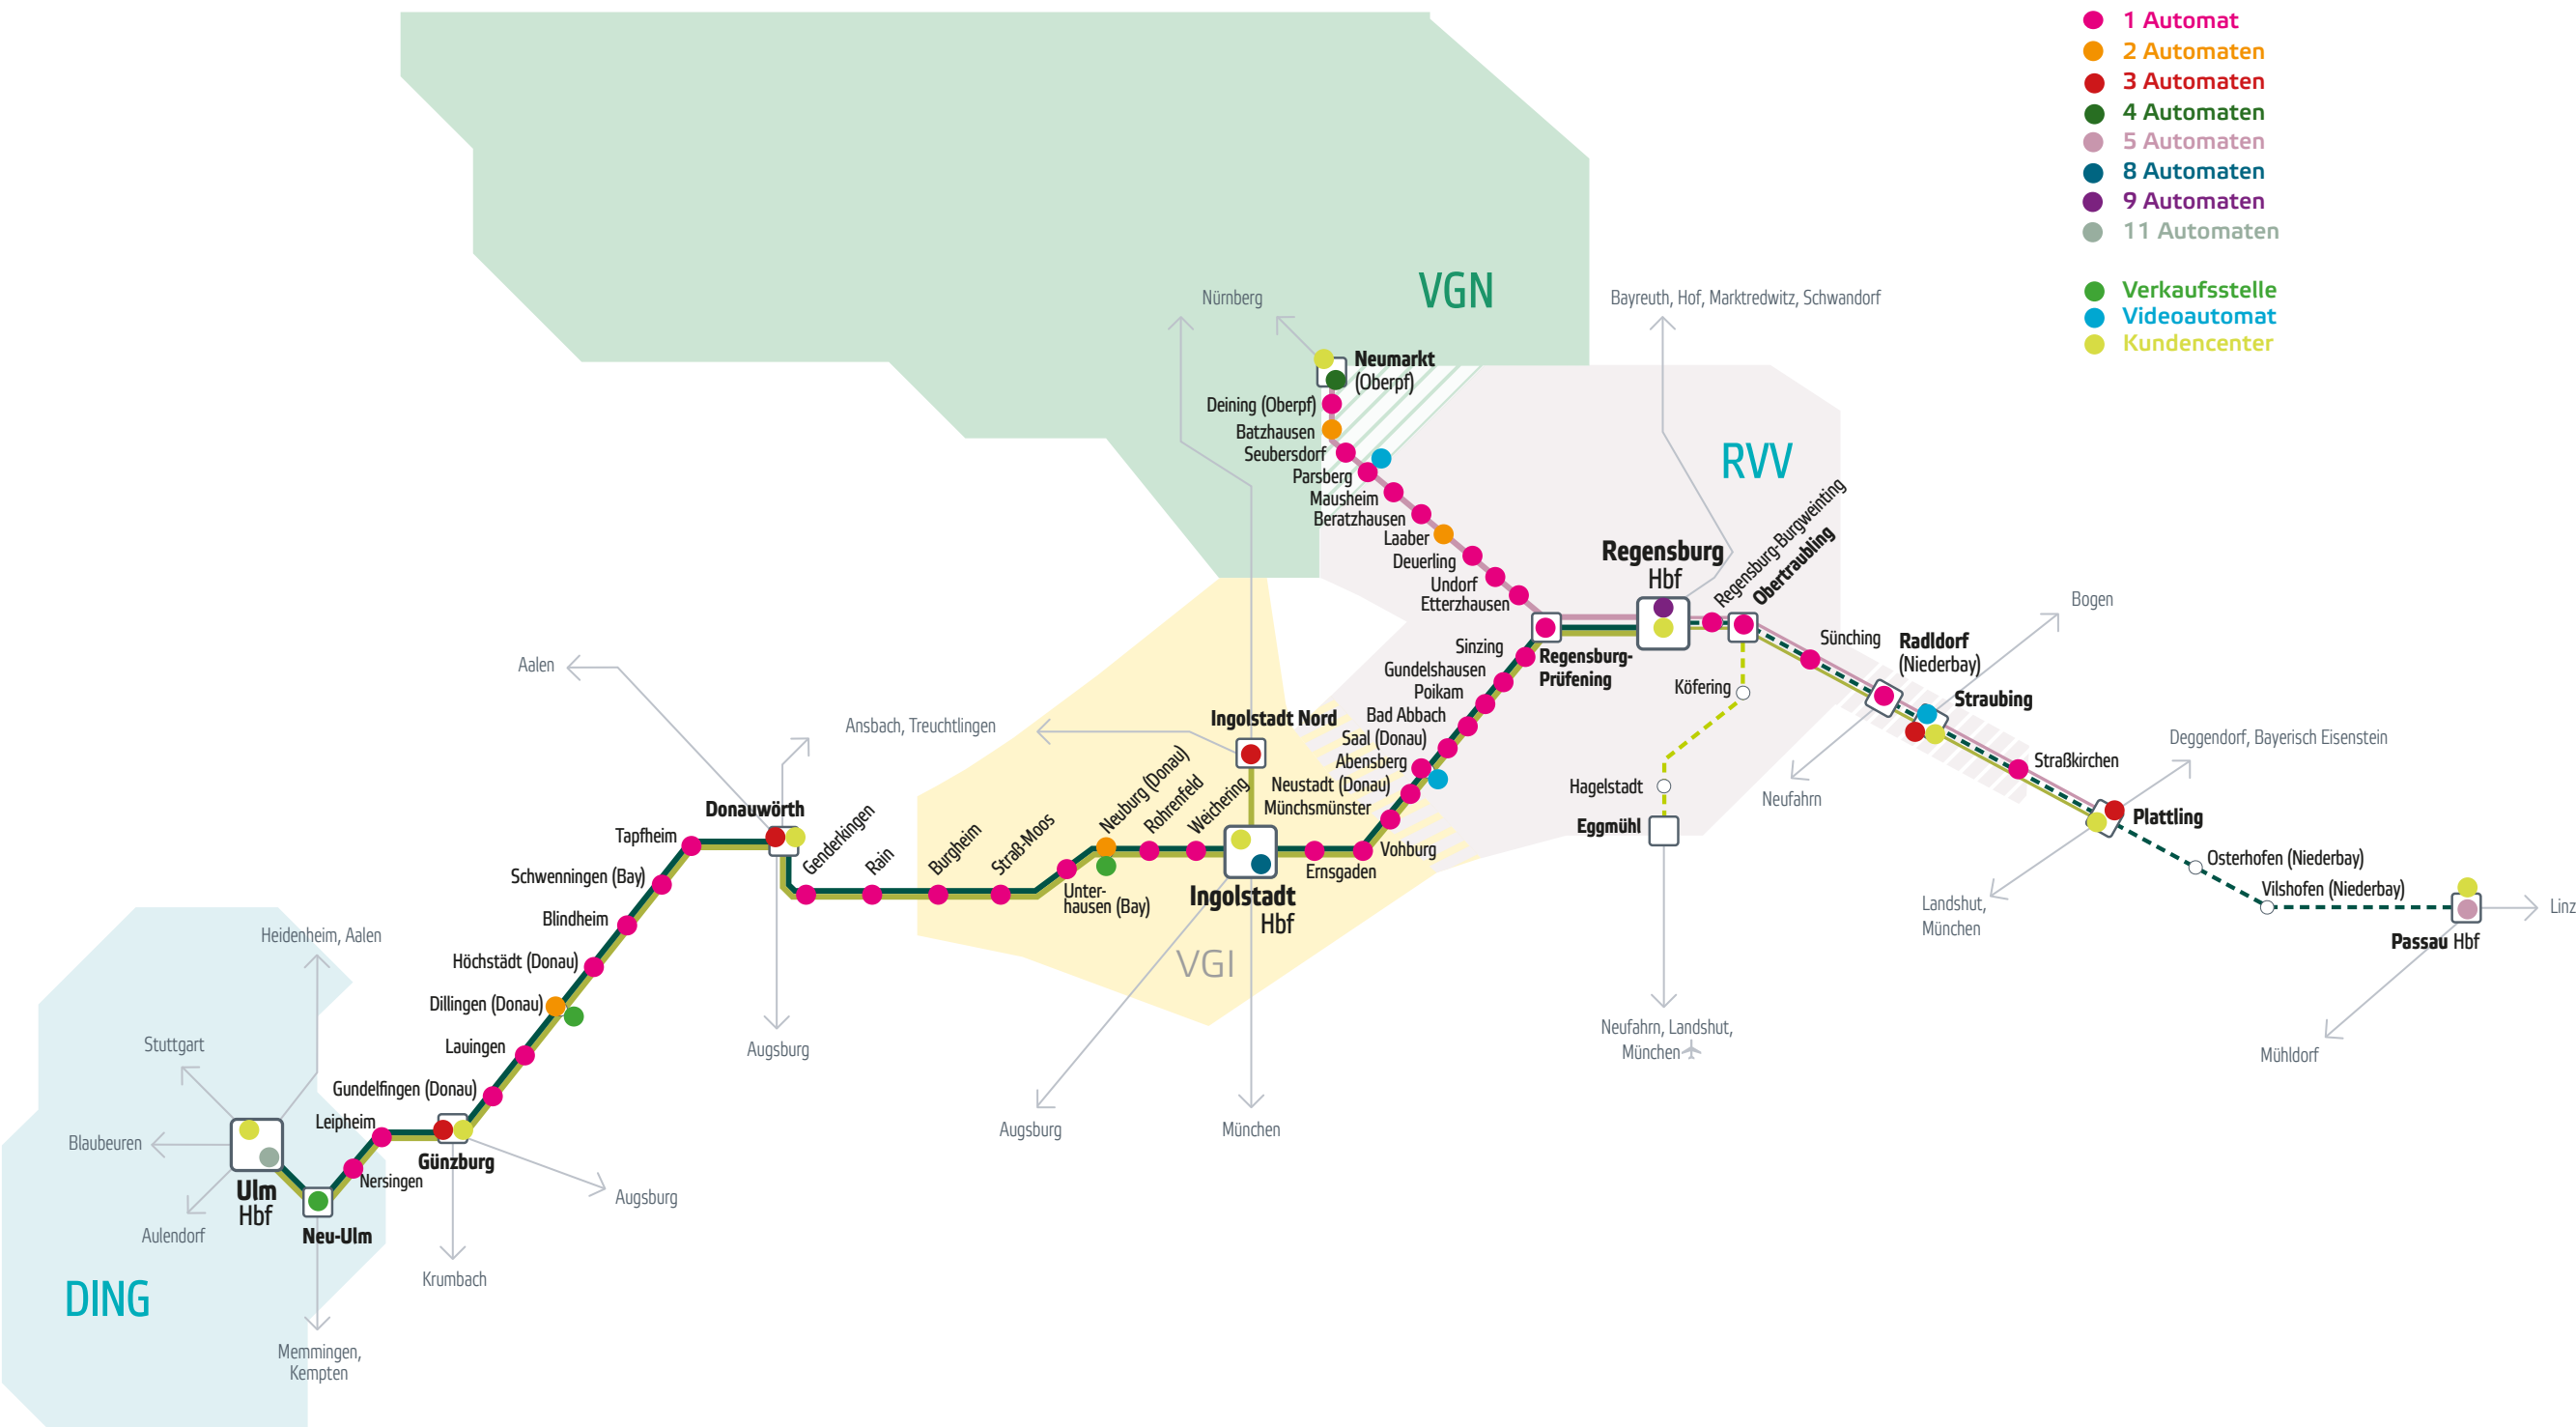 1 Automat
2 Automaten
3 Automaten
4 Automaten
5 Automaten
8 Automaten
9 Automaten
11 Automaten
Verkaufsstelle
Videoautomat
Kundencenter
VGN
Nürnberg
Bayreuth, Hof, Marktredwitz, Schwandorf
Neumarkt
(Oberpf)
Deining (Oberpf)
Batzhausen
Seubersdorf
Parsberg
Mausheim
Beratzhausen
Laaber
Deuerling
Undorf
Etterzhausen
RVV
Regensburg
Hbf
Regensburg-Burgweinting
Obertraubling
Sinzing
Gundelshausen
Poikam
Bad Abbach
Saal (Donau)
Abensberg
Neustadt (Donau)
Münchsmünster
Regensburg-
Prüfening
Köfering
Hagelstadt
Eggmühl
Neufahrn, Landshut,
München
Sünching
Radldorf
(Niederbay)
Bogen
Straubing
Neufahrn
Straßkirchen
Deggendorf, Bayerisch Eisenstein
Plattling
Landshut,
München
Osterhofen (Niederbay)
Vilshofen (Niederbay)
Passau Hbf
Linz
Mühldorf
Aalen
Ansbach, Treuchtlingen
Ingolstadt Nord
Donauwörth
Genderkingen
Rain
Burgheim
Straß-Moos
Unter-
hausen (Bay)
Neuburg (Donau)
Rohrenfeld
Weichering
Ingolstadt
Hbf
Ernsgaden
Vohburg
VGI
Augsburg
München
Augsburg
Tapfheim
Schwenningen (Bay)
Blindheim
Höchstädt (Donau)
Dillingen (Donau)
Lauingen
Gundelfingen (Donau)
Leipheim
Günzburg
Nersingen
Augsburg
Krumbach
Heidenheim, Aalen
Stuttgart
Blaubeuren
Aulendorf
Ulm
Hbf
Neu-Ulm
DING
Memmingen,
Kempten